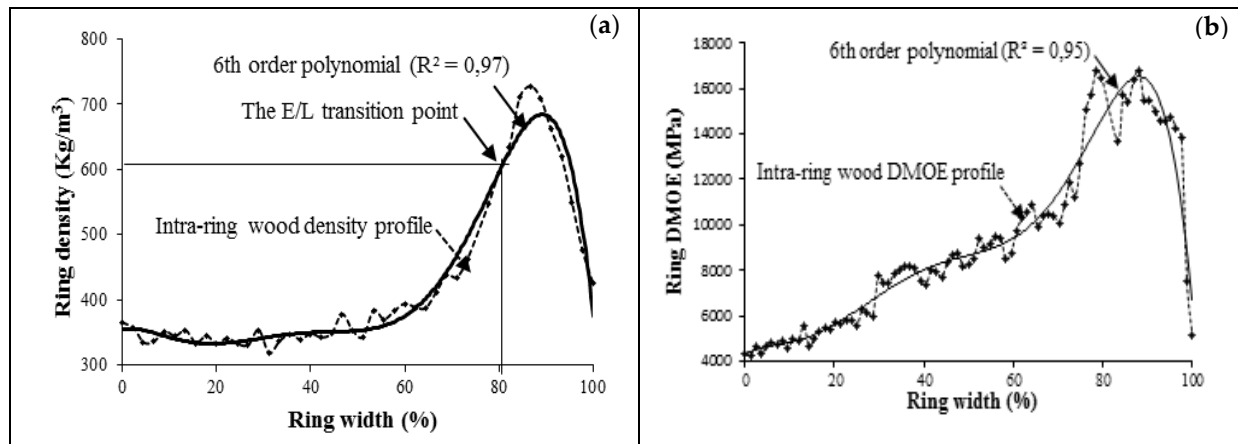 (a)
800
700
600
500
400
300
0
20
40
60
80
100
Ring density (Kg/m³)
Ring width (%)
6th order polynomial (R² = 0,97)
The E/L transition point
Intra-ring wood density profile
(b)
18000
16000
14000
12000
10000
8000
6000
4000
0
20
40
60
80
100
Ring DMOE (MPa)
Ring width (%)
6th order polynomial (R² = 0,95)
Intra-ring wood DMOE profile